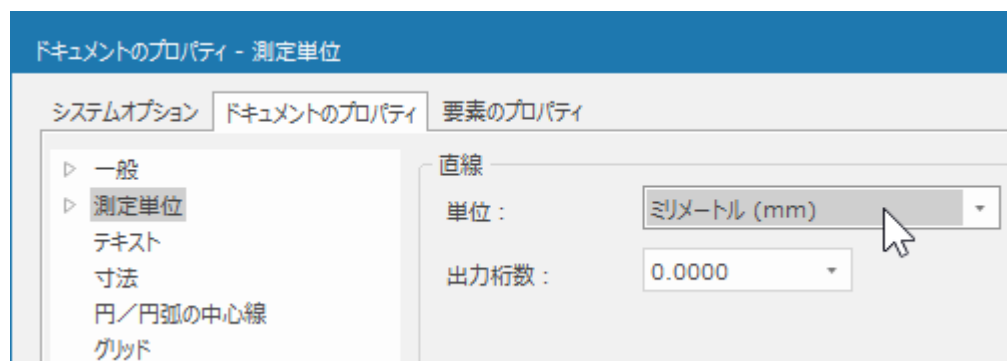 ドキュメントのプロパティ - 測定単位
システムオプション ドキュメントのプロパティ 要素のプロパティ
一般
測定単位
テキスト
寸法
円／円弧の中心線
グリッド
直線
単位 : ミリメートル (mm)
出力桁数 : 0.0000